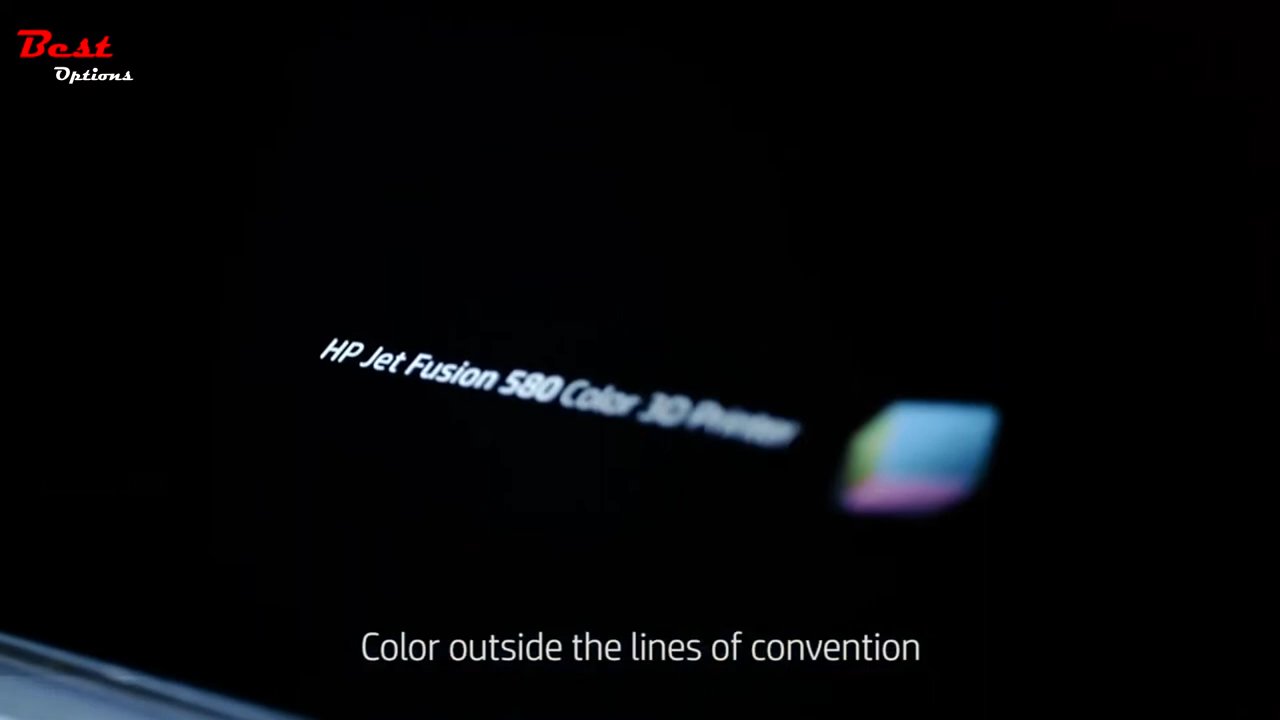 Best
Options
HP Jet Fusion 580 Color 3D Printer
Color outside the lines of convention